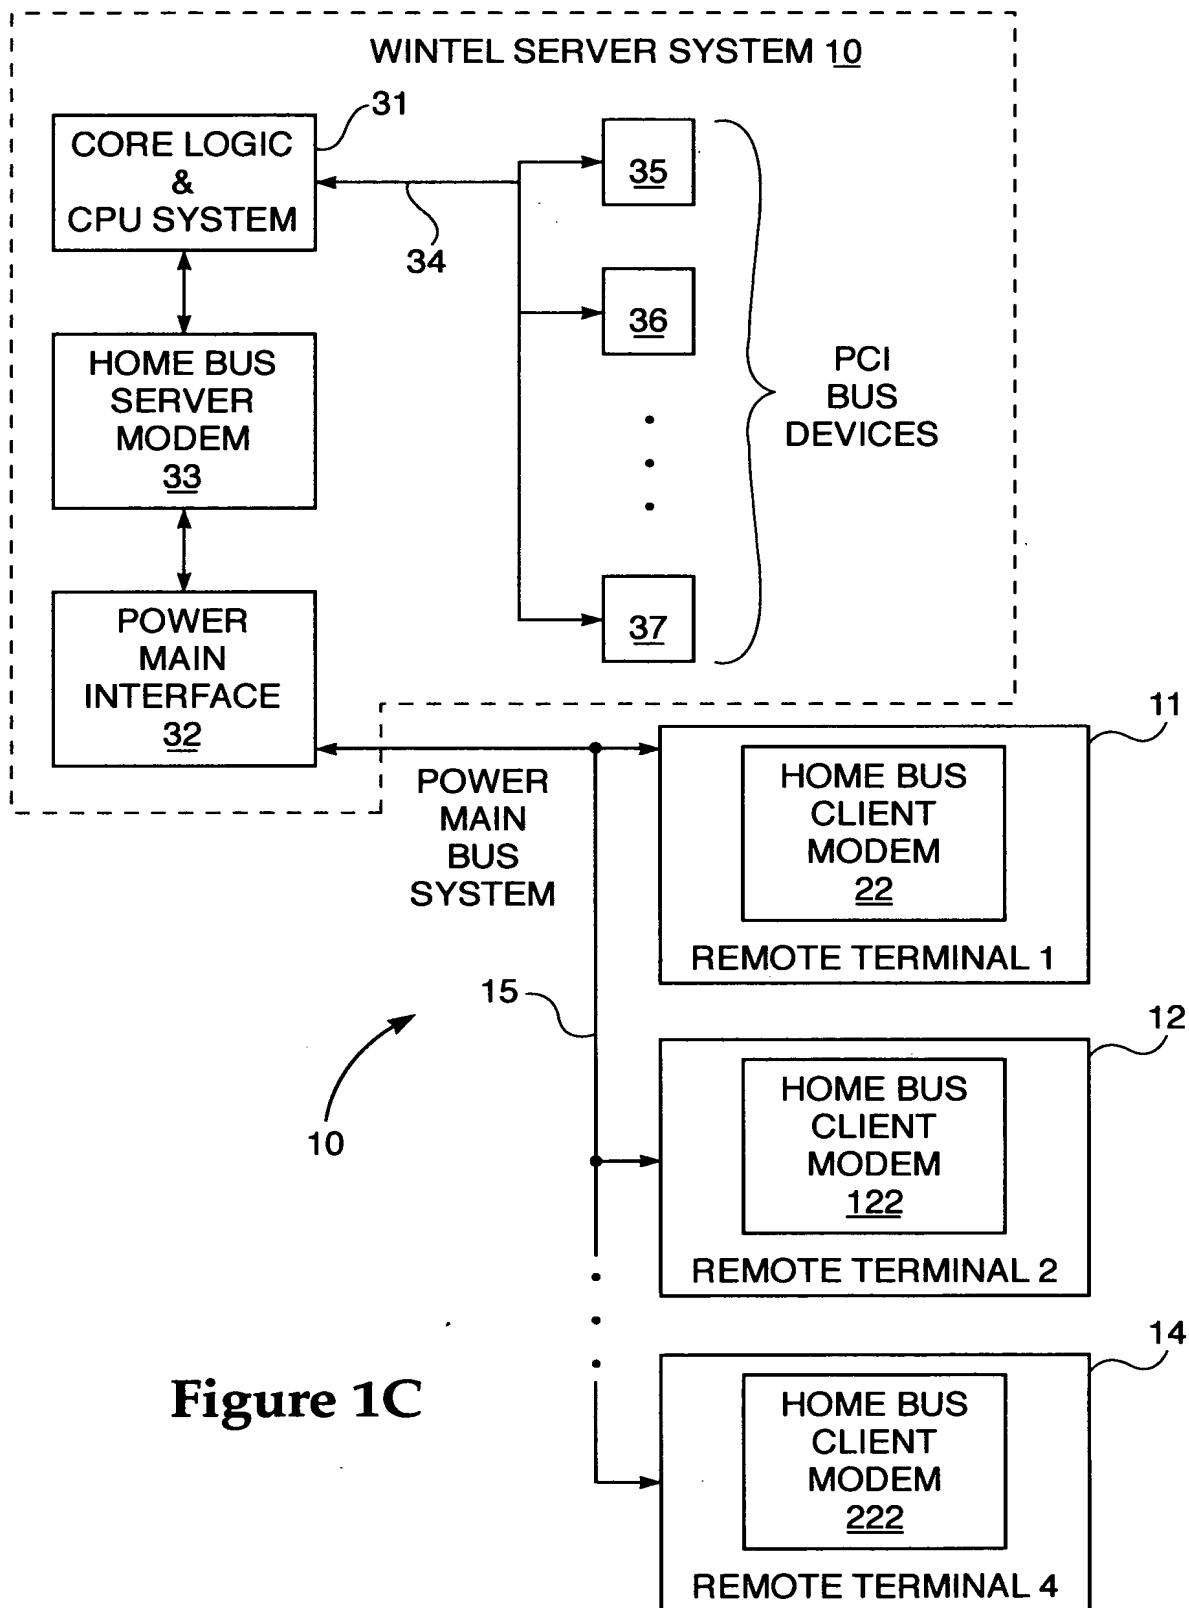 WINTEL SERVER SYSTEM 10
31
CORE LOGIC
&
CPU SYSTEM
34
35
36
37
PCI
BUS
DEVICES
HOME BUS
SERVER
MODEM
33
POWER
MAIN
INTERFACE
32
POWER
MAIN
BUS
SYSTEM
11
HOME BUS
CLIENT
MODEM
22
REMOTE TERMINAL 1
15
10
12
HOME BUS
CLIENT
MODEM
122
REMOTE TERMINAL 2
14
HOME BUS
CLIENT
MODEM
222
REMOTE TERMINAL 4
Figure 1C